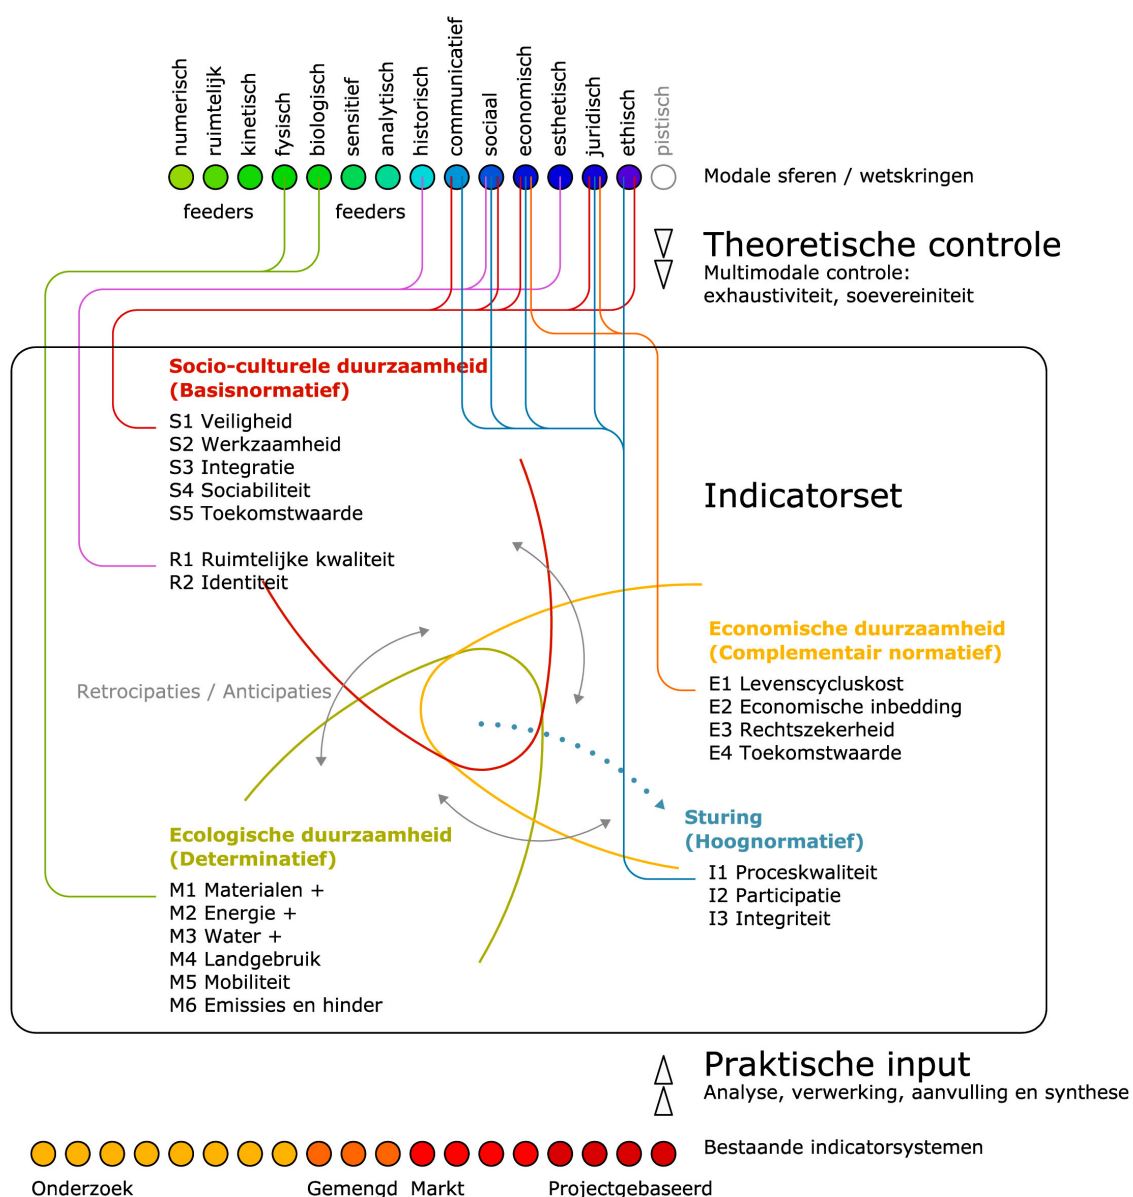 numerisch
ruimtelijk
kinetisch
fysisch
biologisch
sensitief
analytisch
historisch
communicatief
sociaal
economisch
esthetisch
juridisch
ethisch
pistisch
Modale sferen / wetskringen
feeders
feeders
Theoretische controle
Multimodale controle:
exhaustiviteit, soevereiniteit
Socio-culturele duurzaamheid
(Basisnormatief)
S1 Veiligheid
S2 Werkzaamheid
S3 Integratie
S4 Sociabiliteit
S5 Toekomstwaarde
R1 Ruimtelijke kwaliteit
R2 Identiteit
Indicatorset
Retrocipaties / Anticipaties
Economische duurzaamheid
(Complementair normatief)
E1 Levenscycluskost
E2 Economische inbedding
E3 Rechtszekerheid
E4 Toekomstwaarde
Ecologische duurzaamheid
(Determinatief)
M1 Materialen +
M2 Energie +
M3 Water +
M4 Landgebruik
M5 Mobiliteit
M6 Emissies en hinder
Sturing
(Hoognormatief)
I1 Proceskwaliteit
I2 Participatie
I3 Integriteit
Praktische input
Analyse, verwerking, aanvulling en synthese
Bestaande indicatorsystemen
Onderzoek
Gemengd
Markt
Projectgebaseerd